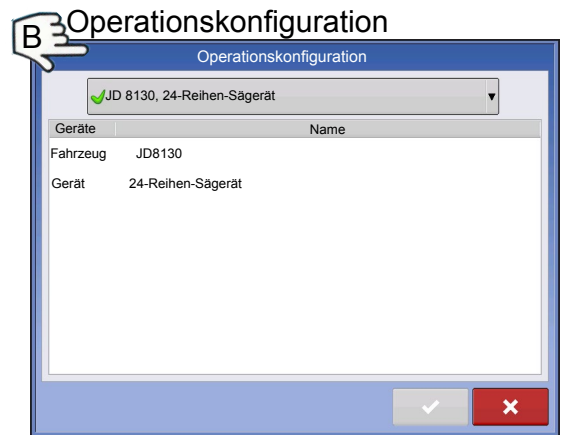 B Operationskonfiguration
Operationskonfiguration
JD 8130, 24-Reihen-Sägerät
Geräte Name
Fahrzeug JD8130
Gerät 24-Reihen-Sägerät